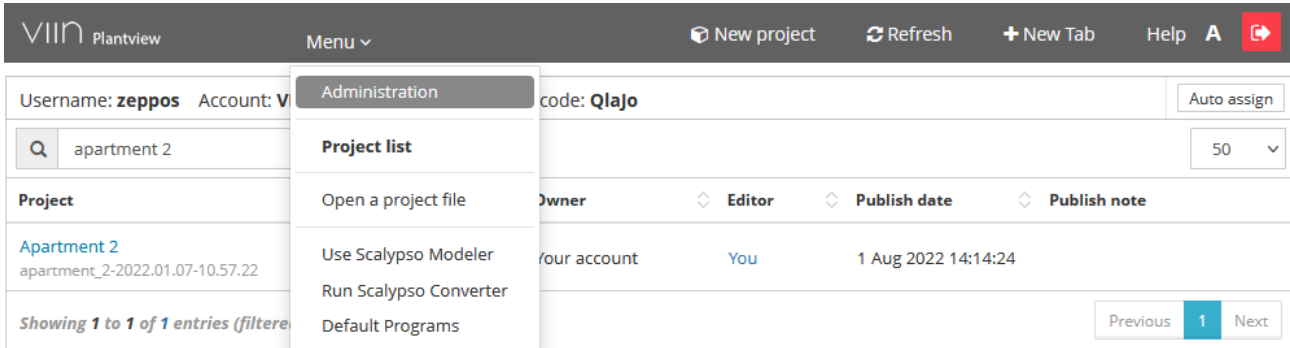 VIIN Plantview Menu New project Refresh New Tab Help A
Username: zeppos Account: code: QlaJo Auto assign
Administration
apartment 2 50
Project list
Project Owner Editor Publish date Publish note
Open a project file
Apartment 2 Your account You 1 Aug 2022 14:14:24
apartment_2-2022.01.07-10.57.22
Use Scalypso Modeler
Run Scalypso Converter
Showing 1 to 1 of 1 entries Previous 1 Next
Default Programs